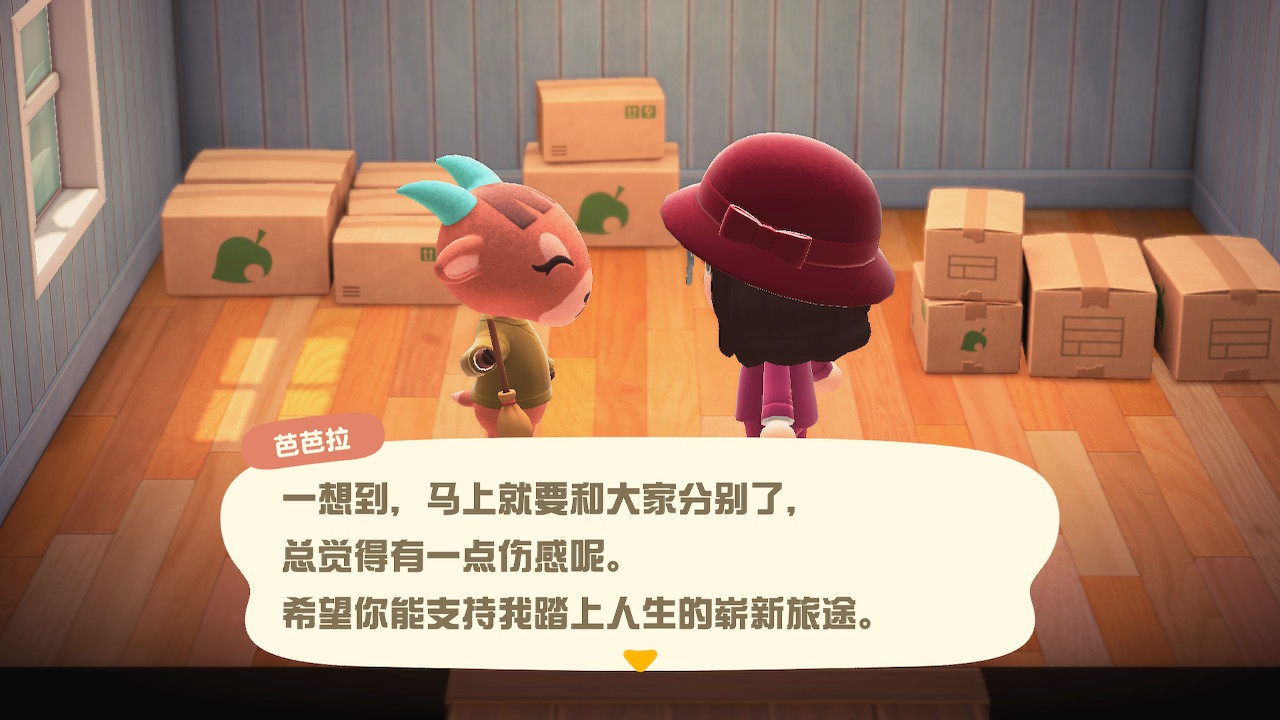 芭芭拉
一想到，马上就要和大家分别了，
总觉得有一点伤感呢。
希望你能支持我踏上人生的崭新旅途。